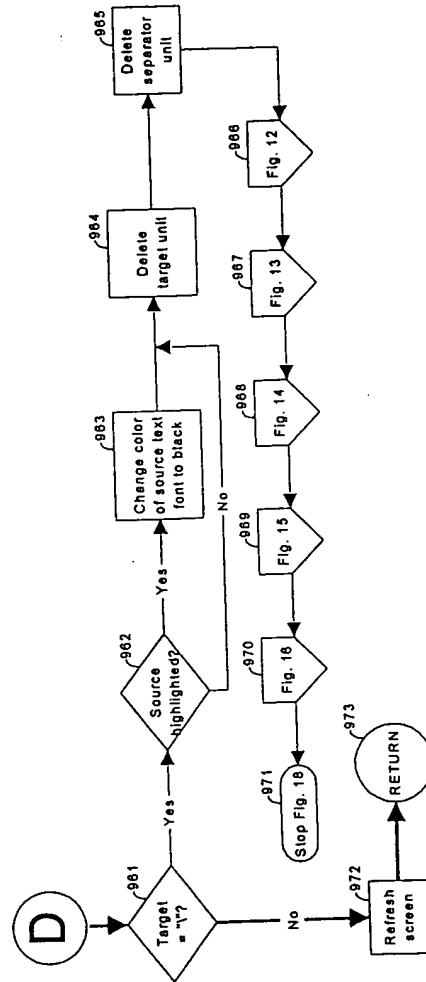 D
961
Target
= "\"?
Yes
962
Source
highlighted?
Yes
963
Change color
of source text
font to black
No
964
Delete
target unit
965
Delete
separator
unit
966
Fig. 12
967
Fig. 13
968
Fig. 14
969
Fig. 15
970
Fig. 16
971
Stop Fig. 18
No
972
Refresh
screen
973
RETURN